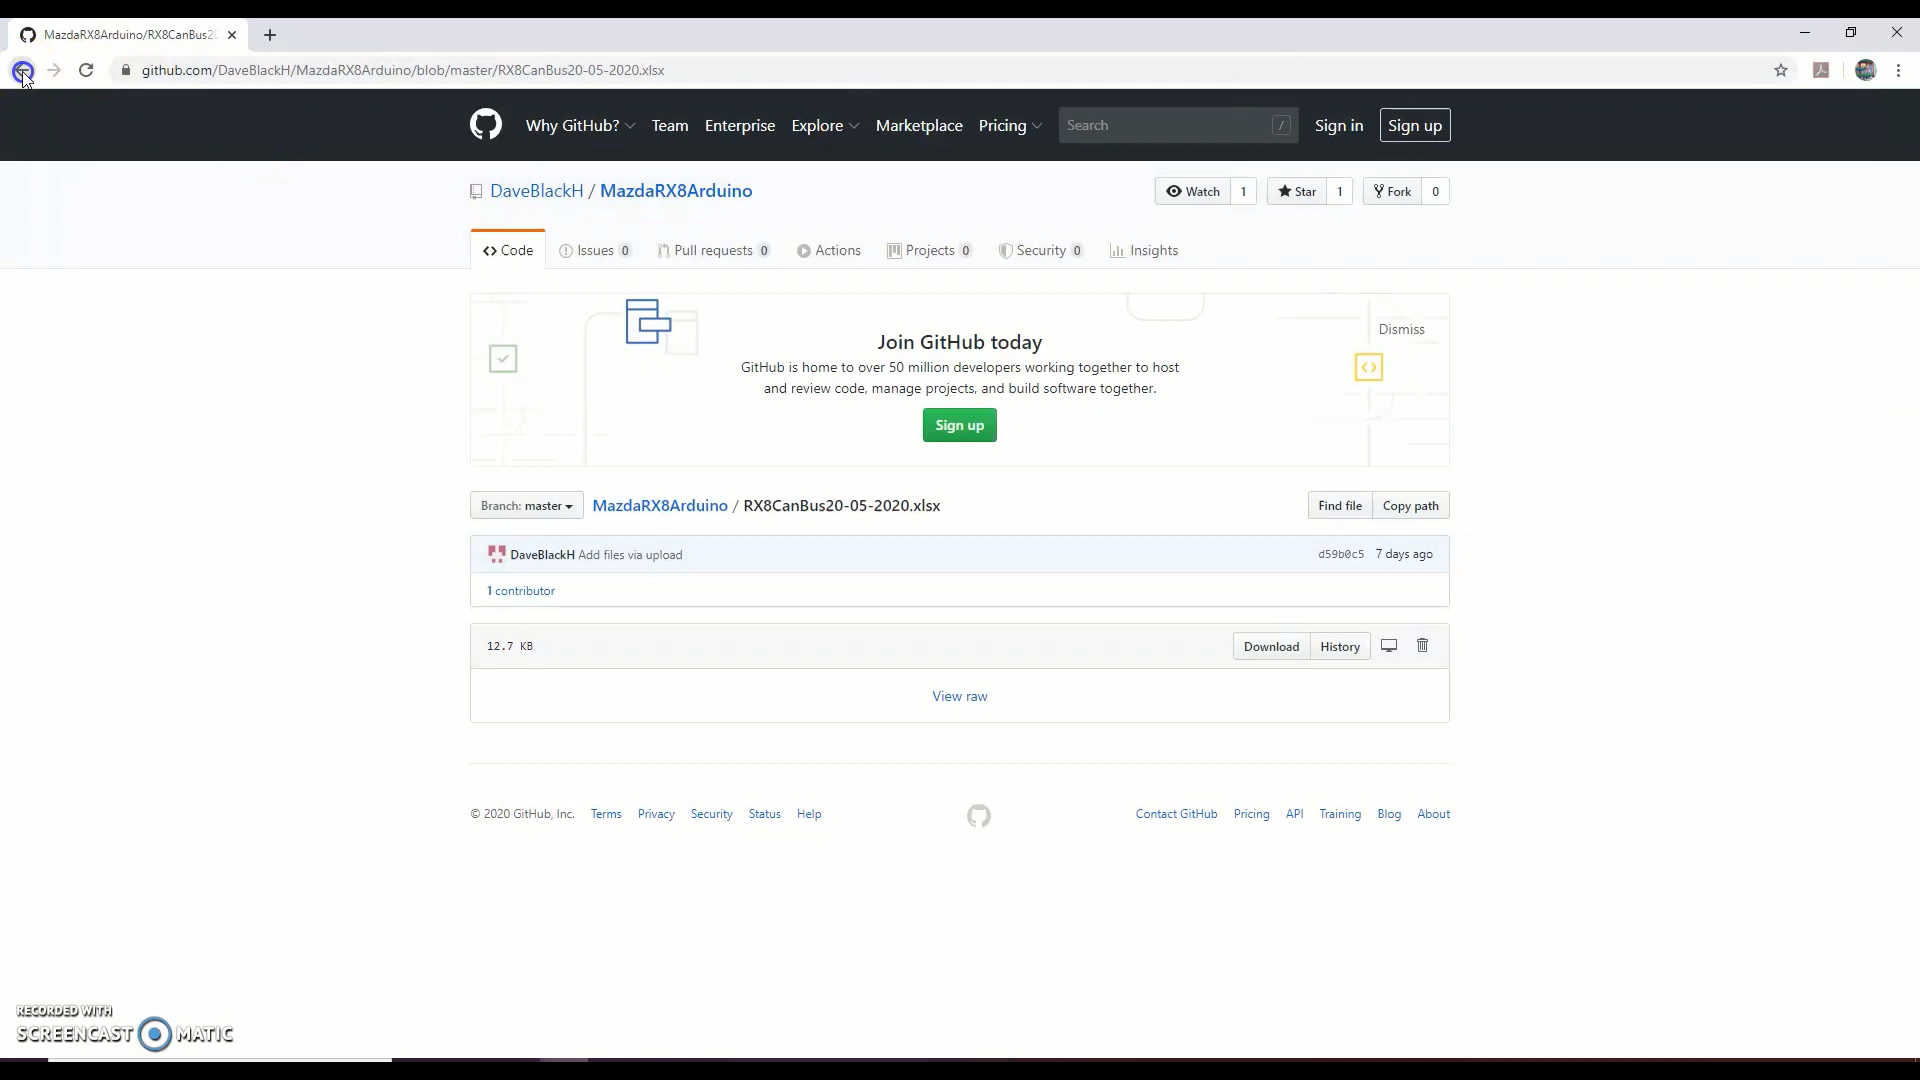 MazdaRX8Arduino/RX8CanBus20
github.com/DaveBlackH/MazdaRX8Arduino/blob/master/RX8CanBus20-05-2020.xlsx
Why GitHub? Team Enterprise Explore Marketplace Pricing Search / Sign in Sign up
DaveBlackH / MazdaRX8Arduino Watch 1 Star 1 Fork 0
Code Issues 0 Pull requests 0 Actions Projects 0 Security 0 Insights
Dismiss
Join GitHub today
GitHub is home to over 50 million developers working together to host
and review code, manage projects, and build software together.
Sign up
Branch: master MazdaRX8Arduino / RX8CanBus20-05-2020.xlsx Find file Copy path
DaveBlackH Add files via upload d59b0c5 7 days ago
1 contributor
12.7 KB Download History
View raw
© 2020 GitHub, Inc. Terms Privacy Security Status Help Contact GitHub Pricing API Training Blog About
RECORDED WITH
SCREENCAST MATIC